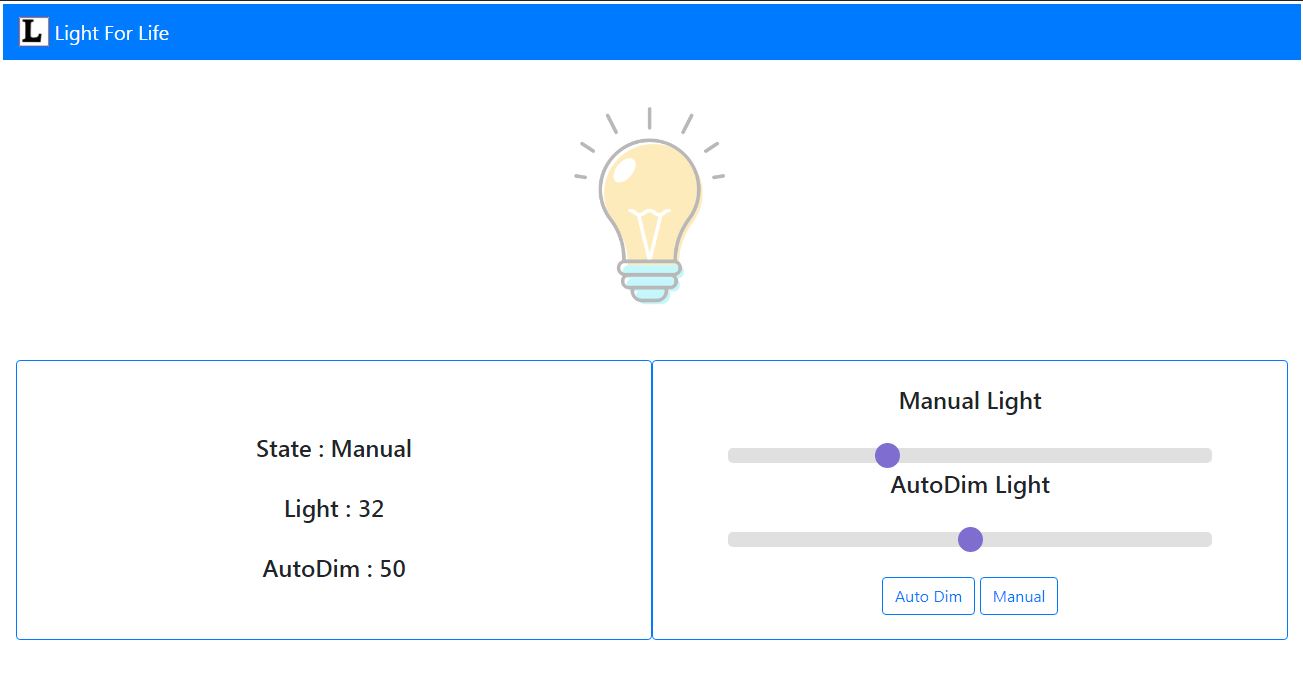 L Light For Life
State : Manual
Light : 32
AutoDim : 50
Manual Light
AutoDim Light
Auto Dim Manual